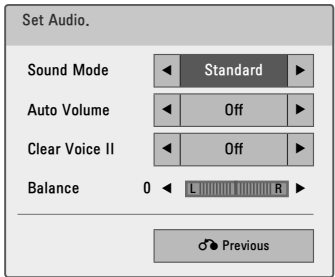 Set Audio.
Sound Mode ◀ Standard ▶
Auto Volume ◀ Off ▶
Clear Voice II ◀ Off ▶
Balance 0 ◀ L R ▶
Previous